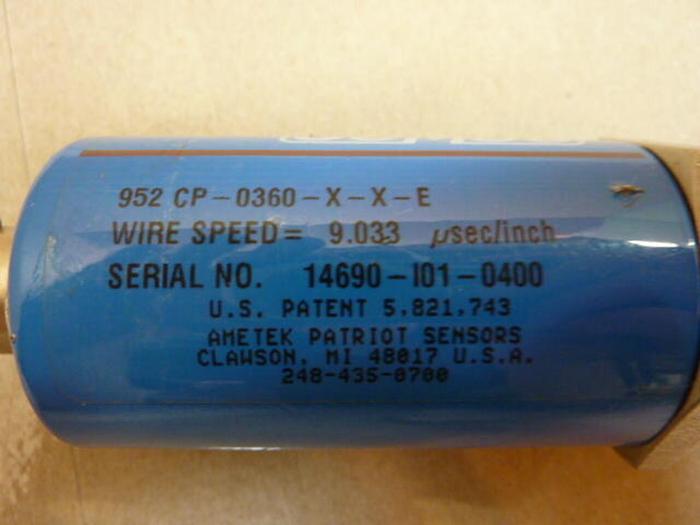 952 CP-0360-X-X-E
WIRE SPEED= 9.033 µsec/inch
SERIAL NO. 14690-I01-0400
U.S. PATENT 5,821,743
AMETEK PATRIOT SENSORS
CLAWSON, MI 48017 U.S.A.
248-435-0700